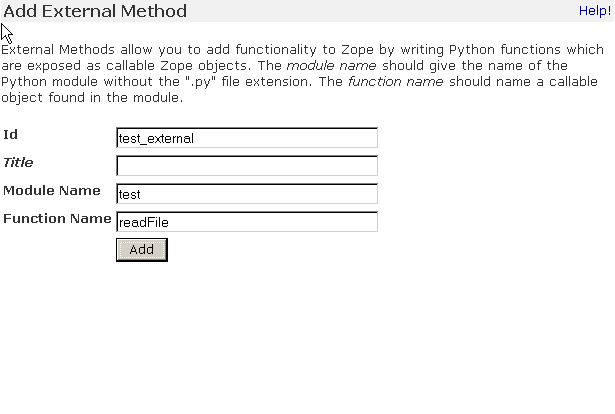 Add External Method
Help!
External Methods allow you to add functionality to Zope by writing Python functions which
are exposed as callable Zope objects. The module name should give the name of the
Python module without the ".py" file extension. The function name should name a callable
object found in the module.
Id
test_external
Title
Module Name
test
Function Name
readFile
Add